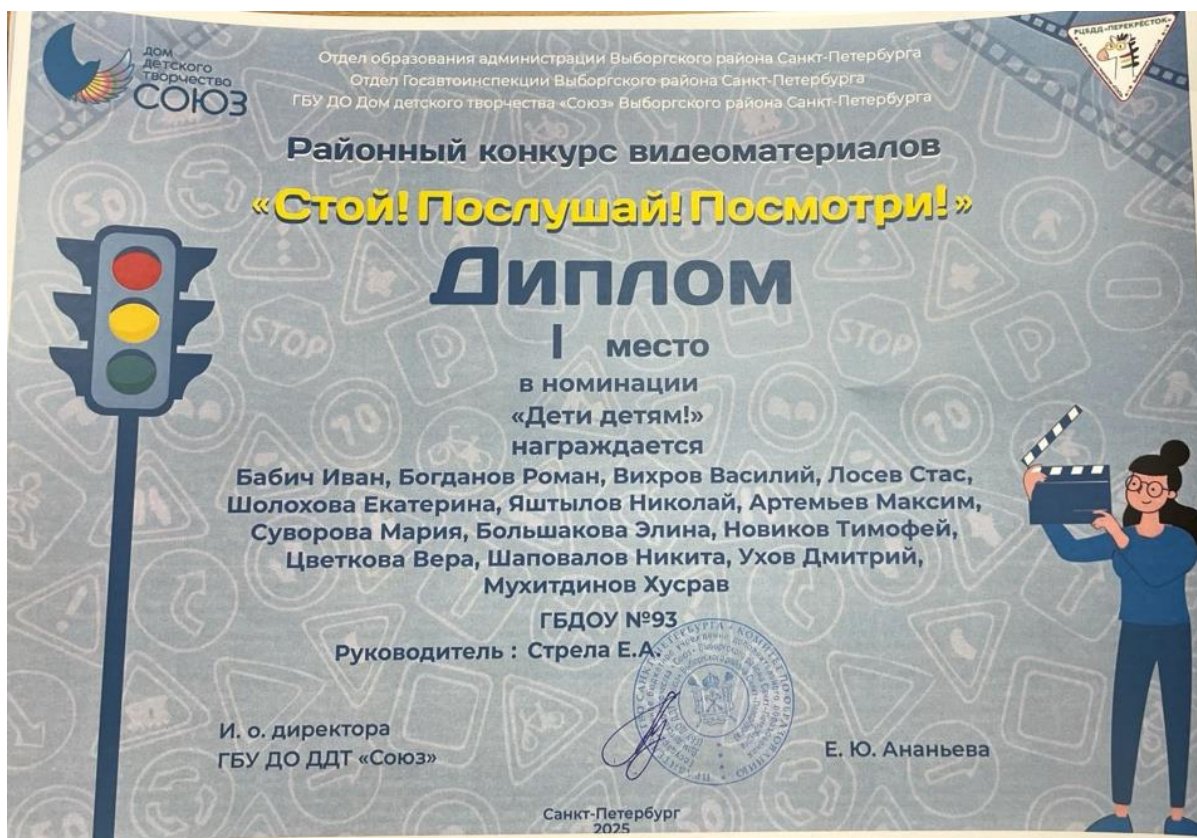 ДОМ
ДЕТСКОГО
ТВОРЧЕСТВО
СОЮЗ
РЦБДД «ПЕРЕКРЁСТОК»
Отдел образования администрации Выборгского района Санкт-Петербурга
Отдел Госавтоинспекции Выборгского района Санкт-Петербурга
ГБУ ДО Дом детского творчества «Союз» Выборгского района Санкт-Петербурга
Районный конкурс видеоматериалов
«Стой! Послушай! Посмотри!»
Диплом
I место
в номинации
«Дети детям!»
награждается
Бабич Иван, Богданов Роман, Вихров Василий, Лосев Стас,
Шолохова Екатерина, Яштылов Николай, Артемьев Максим,
Суворова Мария, Большакова Элина, Новиков Тимофей,
Цветкова Вера, Шаповалов Никита, Ухов Дмитрий,
Мухитдинов Хусрав
ГБДОУ №93
Руководитель : Стрела Е.А.
И. о. директора
ГБУ ДО ДДТ «Союз»
Е. Ю. Ананьева
Санкт-Петербург
2025
STOP
STOP